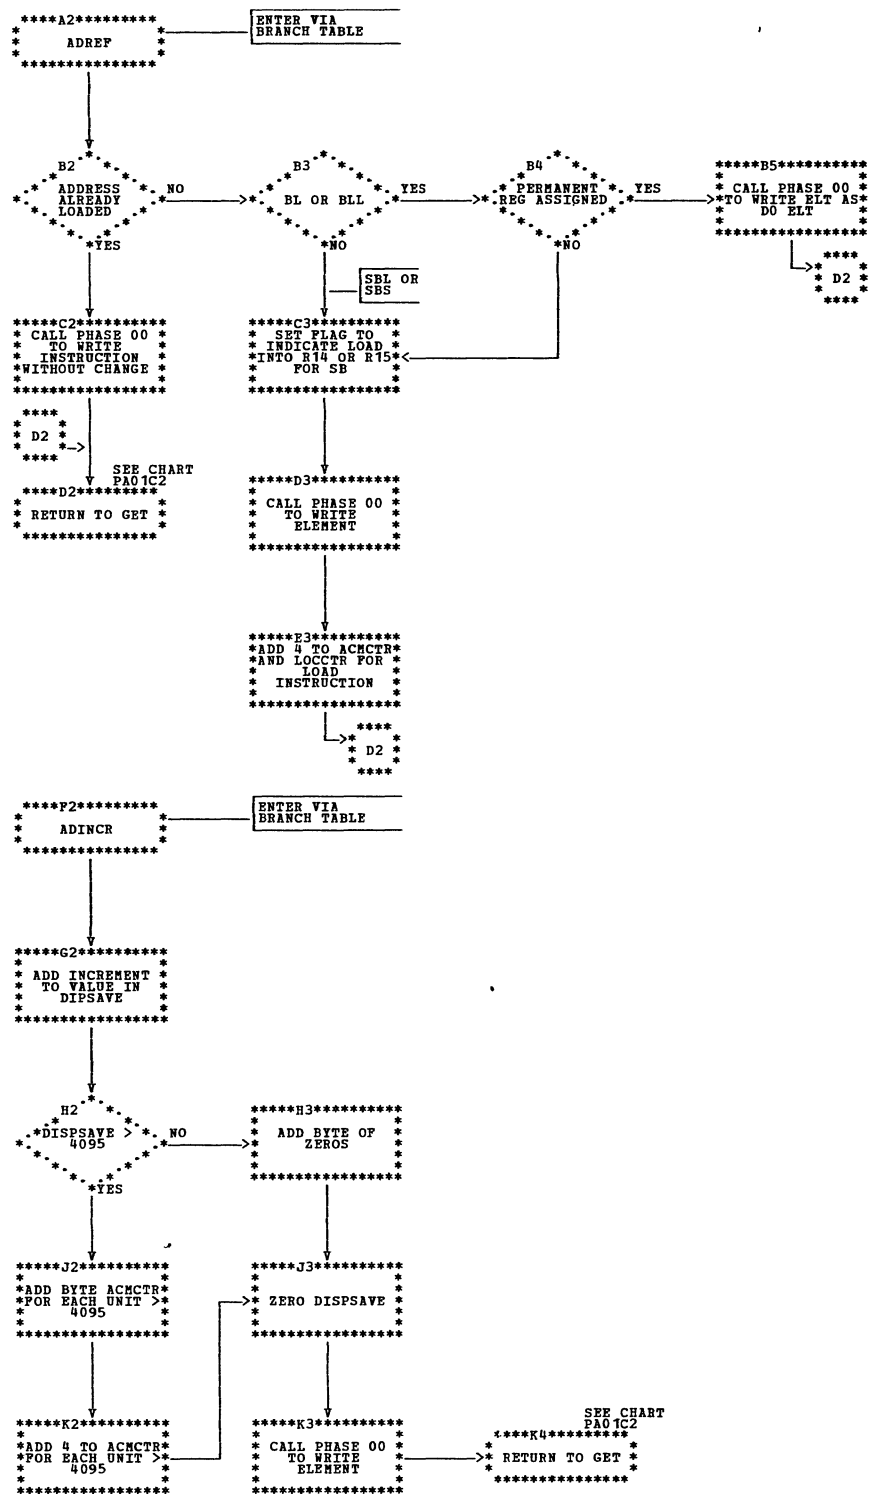 ****A2*********
ADREF
ENTER VIA
BRANCH TABLE
B2
ADDRESS
ALREADY
LOADED
NO
YES
B3
BL OR BLL
YES
NO
B4
PERMANENT
REG ASSIGNED
YES
NO
*****B5**********
CALL PHASE 00
TO WRITE ELT AS
DO ELT
D2
SBL OR
SBS
*****C2**********
CALL PHASE 00
TO WRITE
INSTRUCTION
WITHOUT CHANGE
*****C3**********
SET FLAG TO
INDICATE LOAD
INTO R14 OR R15
FOR SB
D2
SEE CHART
PA01C2
****D2*********
RETURN TO GET
*****D3**********
CALL PHASE 00
TO WRITE
ELEMENT
*****E3**********
ADD 4 TO ACMCTR
AND LOCCTR FOR
LOAD
INSTRUCTION
D2
****F2*********
ADINCR
ENTER VIA
BRANCH TABLE
*****G2**********
ADD INCREMENT
TO VALUE IN
DIPSAVE
H2
DISPSAVE >
4095
NO
YES
*****H3**********
ADD BYTE OF
ZEROS
*****J2**********
ADD BYTE ACMCTR
FOR EACH UNIT >
4095
*****J3**********
ZERO DISPSAVE
*****K2**********
ADD 4 TO ACMCTR
FOR EACH UNIT >
4095
*****K3**********
CALL PHASE 00
TO WRITE
ELEMENT
SEE CHART
PA01C2
****K4*********
RETURN TO GET